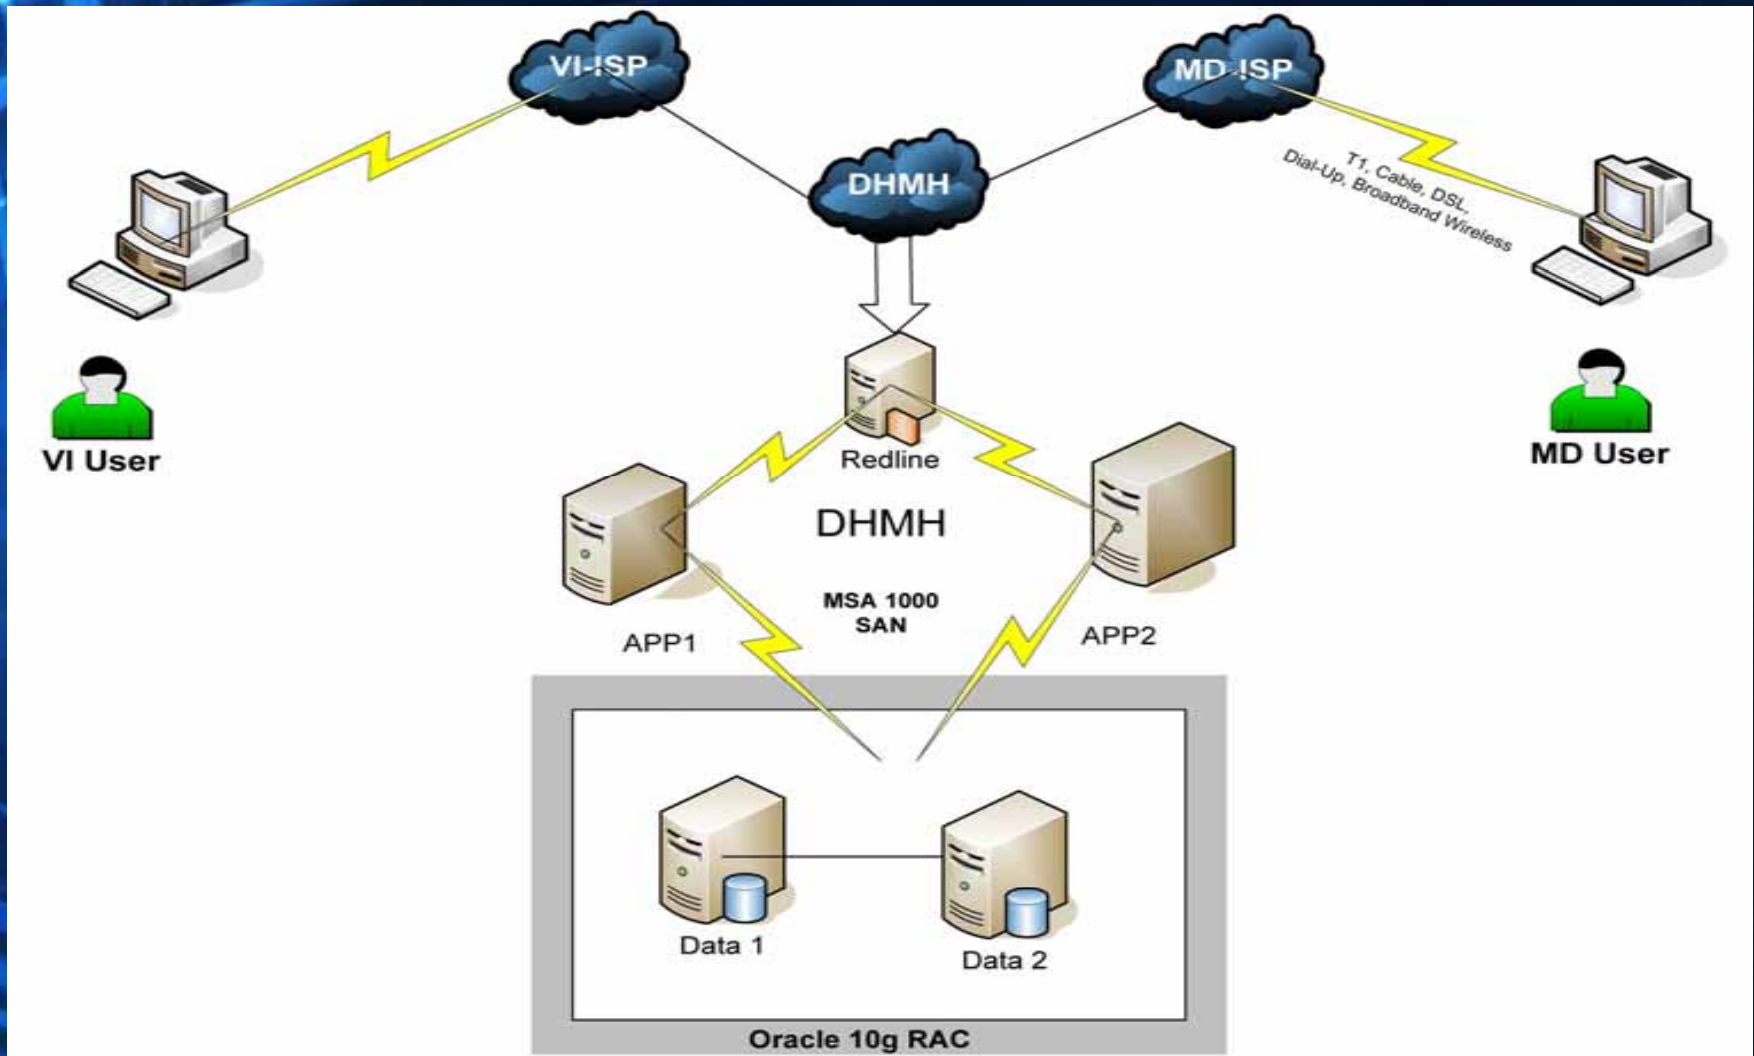 VI-ISP
MD-ISP
DHMH
T1, Cable, DSL,
Dial-Up, Broadband Wireless
VI User
MD User
Redline
DHMH
MSA 1000
SAN
APP1
APP2
Data 1
Data 2
Oracle 10g RAC